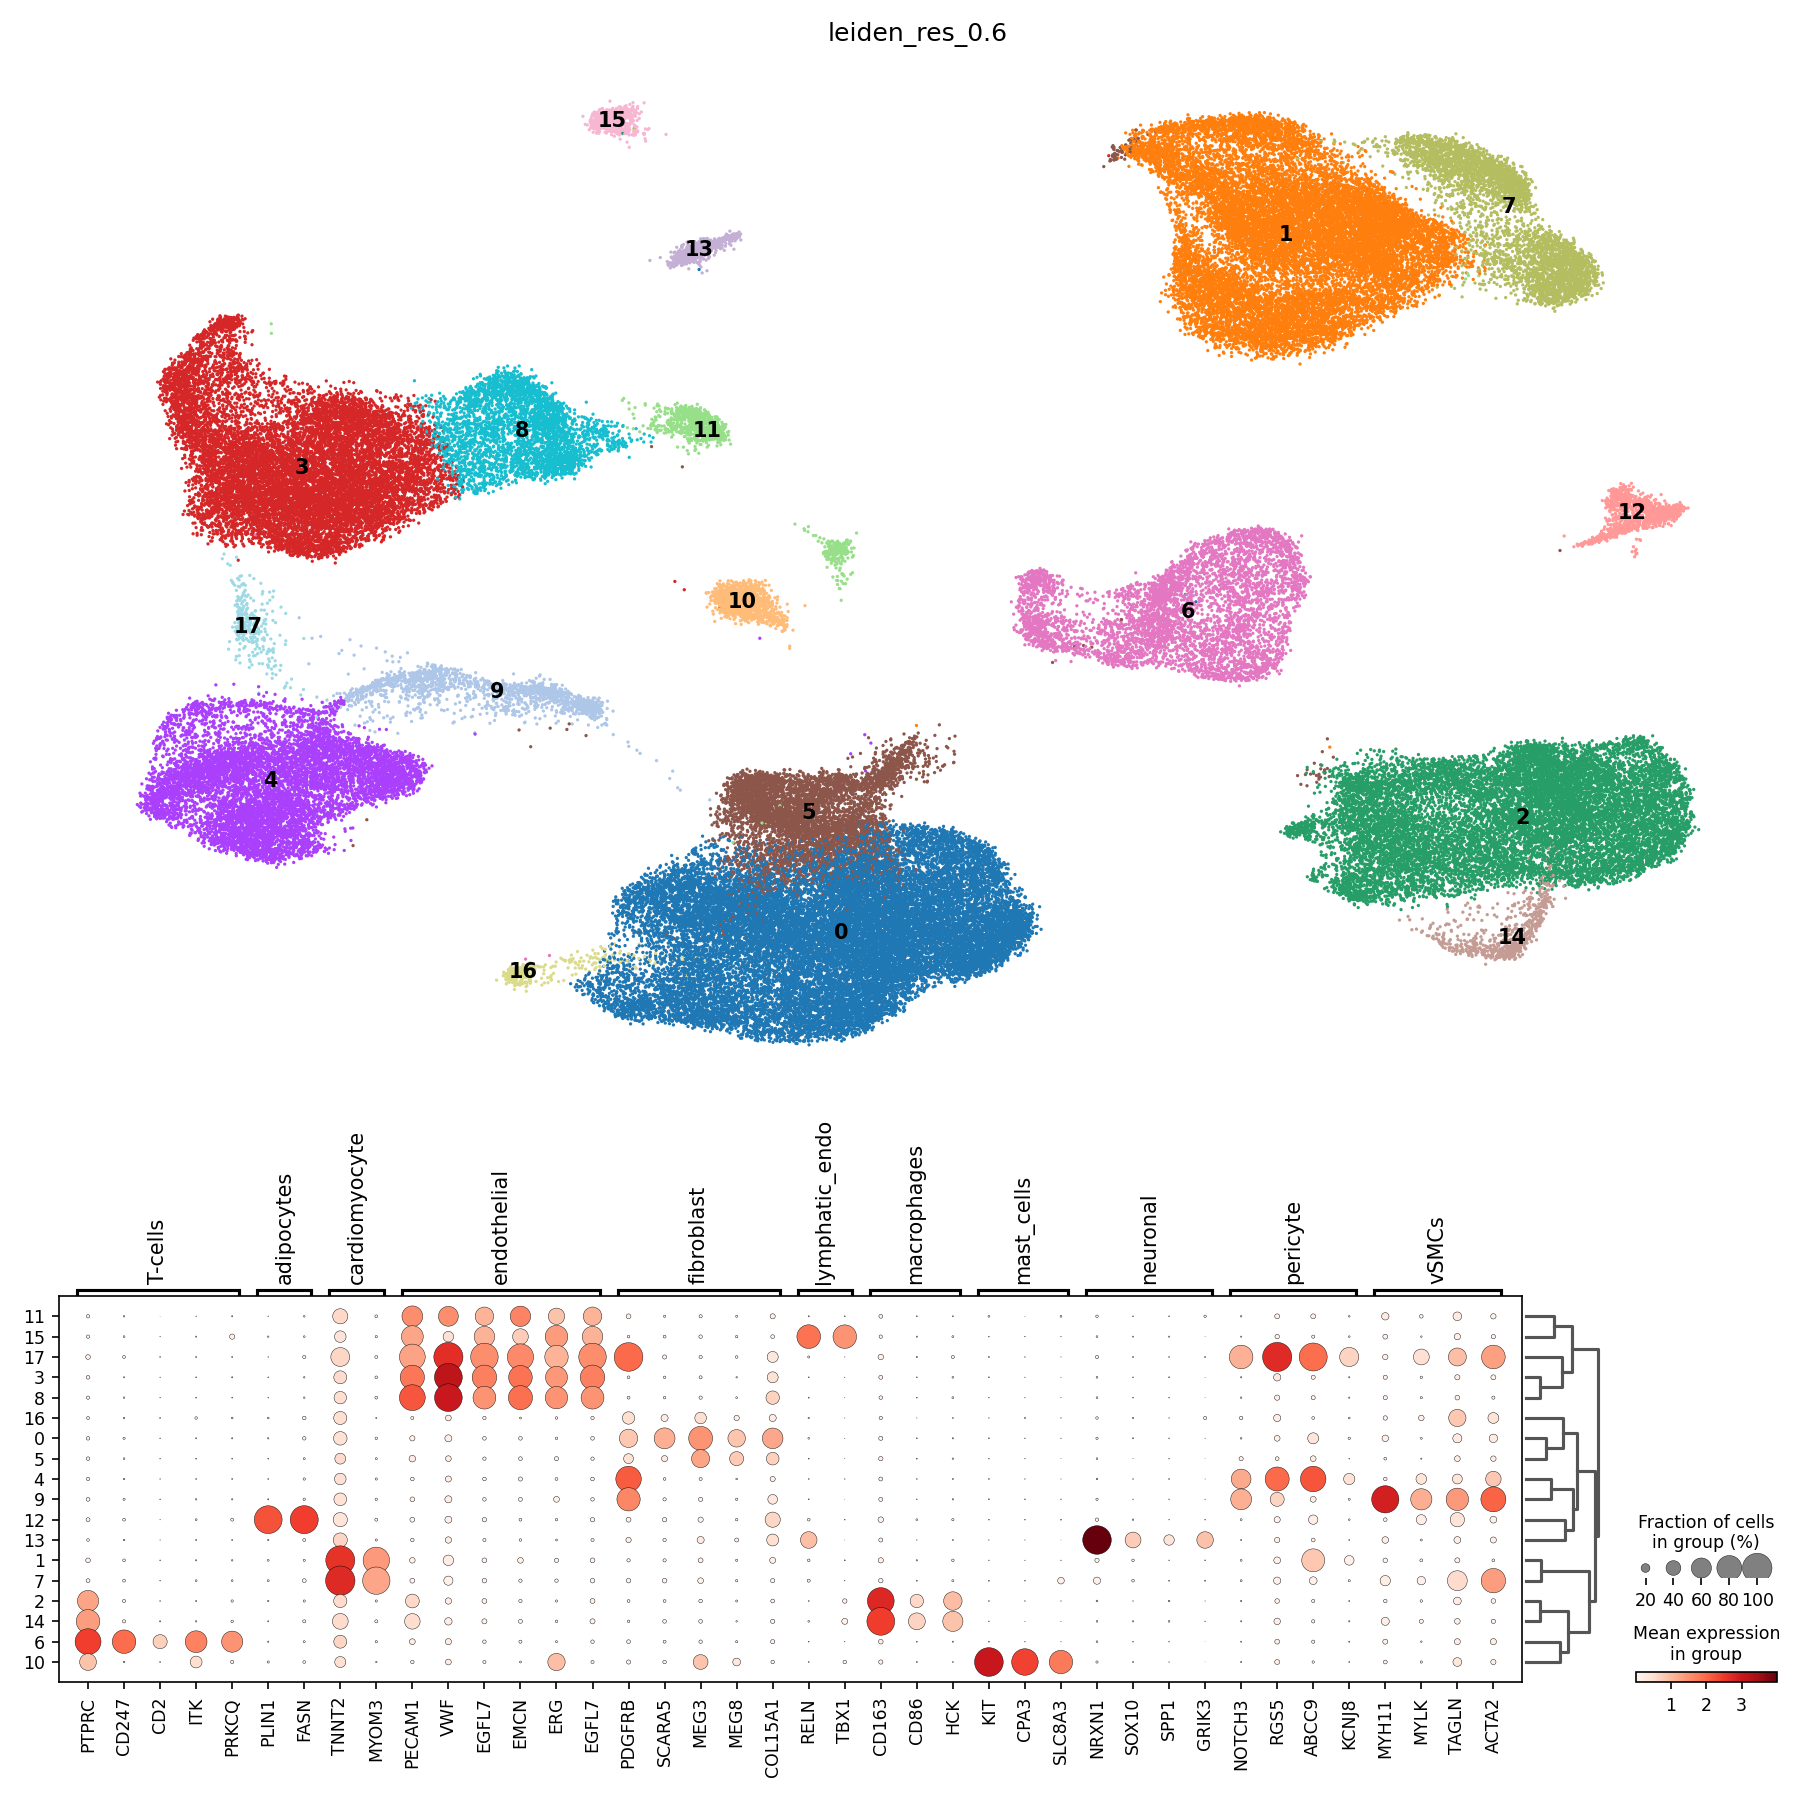 leiden_res_0.6
15
13
1
7
3
8
11
12
10
6
17
9
4
5
2
0
14
16
T-cells
adipocytes
cardiomyocyte
endothelial
fibroblast
lymphatic_endo
macrophages
mast_cells
neuronal
pericyte
vSMCs
11
15
17
3
8
16
0
5
4
9
12
13
1
7
2
14
6
10
PTPRC
CD247
CD2
ITK
PRKCQ
PLIN1
FASN
TNNT2
MYOM3
PECAM1
VWF
EGFL7
EMCN
ERG
EGFL7
PDGFRB
SCARA5
MEG3
MEG8
COL15A1
RELN
TBX1
CD163
CD86
HCK
KIT
CPA3
SLC8A3
NRXN1
SOX10
SPP1
GRIK3
NOTCH3
RGS5
ABCC9
KCNJ8
MYH11
MYLK
TAGLN
ACTA2
Fraction of cells
in group (%)
20 40 60 80 100
Mean expression
in group
1 2 3